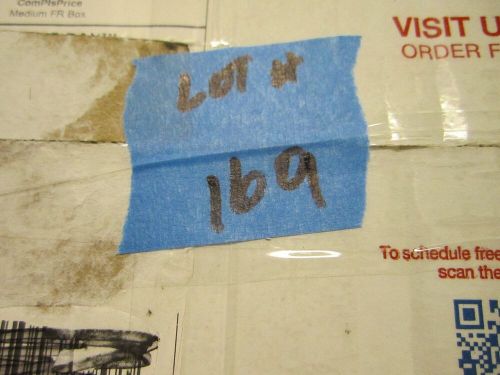 ComPlsPrice
Medium FR Box
VISIT U
ORDER F
LOT #
169
To schedule free
scan the